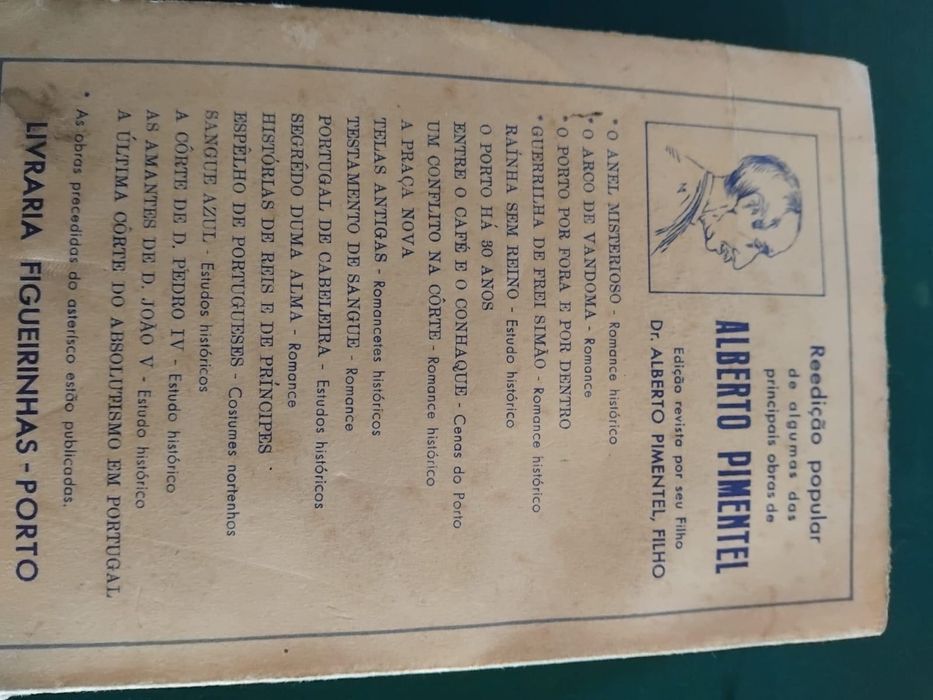 Reedição popular
de algumas das
principais obras de
ALBERTO PIMENTEL
Edição revista por seu Filho
Dr. ALBERTO PIMENTEL, FILHO
* O ANEL MISTERIOSO - Romance histórico
* O ARCO DE VANDOMA - Romance
* O PORTO POR FORA E POR DENTRO
* GUERRILHA DE FREI SIMÃO - Romance histórico
RAÍNHA SEM REINO - Estudo histórico
O PORTO HÁ 30 ANOS
ENTRE O CAFÉ E O CONHAQUE - Cenas do Porto
UM CONFLITO NA CÔRTE - Romance histórico
A PRAÇA NOVA
TELAS ANTIGAS - Romancetes históricos
TESTAMENTO DE SANGUE - Romance
PORTUGAL DE CABELEIRA - Estudos históricos
SEGRÊDO DUMA ALMA - Romance
HISTÓRIAS DE REIS E DE PRÍNCIPES
ESPÊLHO DE PORTUGUESES - Costumes nortenhos
SANGUE AZUL - Estudos históricos
A CÔRTE DE D. PEDRO IV - Estudo histórico
AS AMANTES DE D. JOÃO V - Estudo histórico
A ÚLTIMA CÔRTE DO ABSOLUTISMO EM PORTUGAL
* As obras precedidas do asterisco estão publicadas.
LIVRARIA FIGUEIRINHAS - PORTO